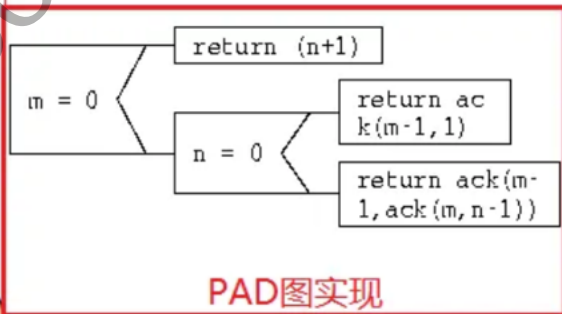 return (n+1)
m = 0
return ac
k(m-1,1)
n = 0
return ack(m-
1,ack(m,n-1))
PAD图实现